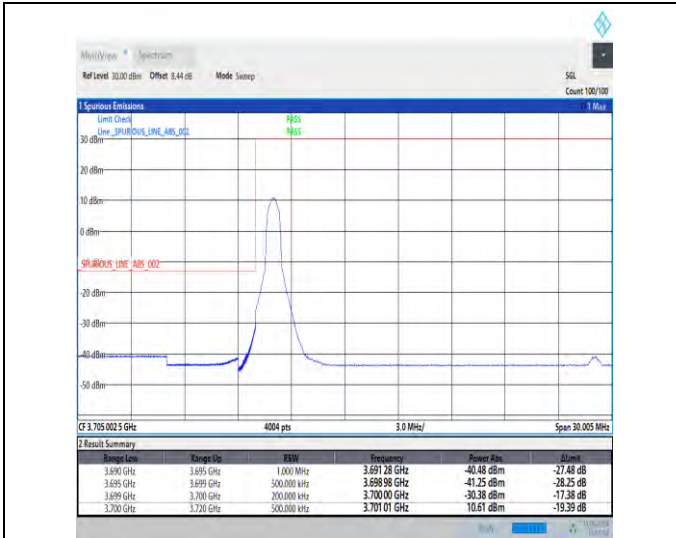 MultiView Spectrum
Ref Level 30.00 dBm Offset 8.44 dB Mode Sweep SGL
Count 100/100
1 Spurious Emissions 1 Max
Limit Check PASS
Line _SPURIOUS_LINE_ABS_002 PASS
30 dBm
20 dBm
10 dBm
0 dBm
_SPURIOUS_LINE_ABS_002
-20 dBm
-30 dBm
-40 dBm
-50 dBm
CF 3.705 002 5 GHz 4004 pts 3.0 MHz/ Span 30.005 MHz
2 Result Summary
Range Low Range Up RBW Frequency Power Abs ΔLimit
3.690 GHz 3.695 GHz 1.000 MHz 3.691 28 GHz -40.48 dBm -27.48 dB
3.695 GHz 3.699 GHz 500.000 kHz 3.698 98 GHz -41.25 dBm -28.25 dB
3.699 GHz 3.700 GHz 200.000 kHz 3.700 00 GHz -30.38 dBm -17.38 dB
3.700 GHz 3.720 GHz 500.000 kHz 3.701 01 GHz 10.61 dBm -19.39 dB